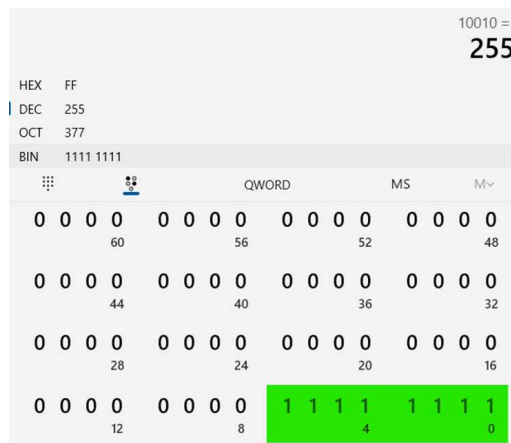 10010 =
255
HEX FF
DEC 255
OCT 377
BIN 1111 1111
QWORD MS M
0 0 0 0 0 0 0 0 0 0 0 0 0 0 0 0
60 56 52 48
0 0 0 0 0 0 0 0 0 0 0 0 0 0 0 0
44 40 36 32
0 0 0 0 0 0 0 0 0 0 0 0 0 0 0 0
28 24 20 16
0 0 0 0 0 0 0 0 1 1 1 1 1 1 1 1
12 8 4 0